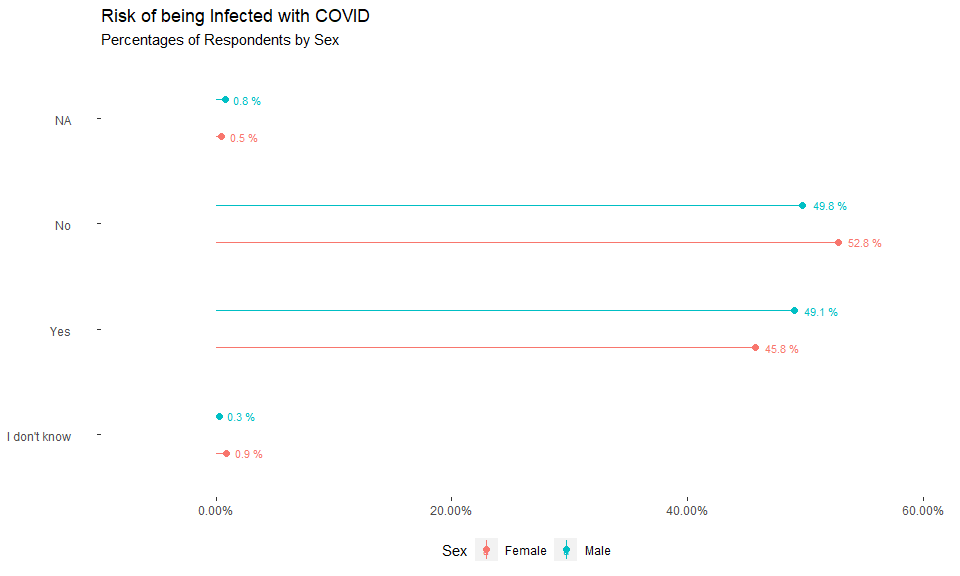 Risk of being Infected with COVID
Percentages of Respondents by Sex
NA
0.8 %
0.5 %
No
49.8 %
52.8 %
Yes
49.1 %
45.8 %
I don't know
0.3 %
0.9 %
0.00% 20.00% 40.00% 60.00%
Sex Female Male